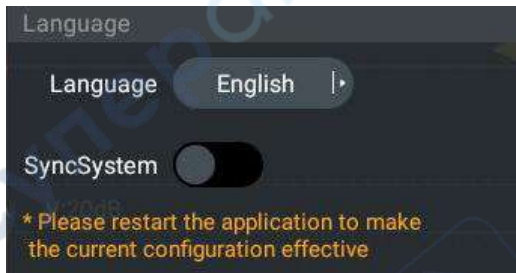 Language
Language English
SyncSystem
* Please restart the application to make
the current configuration effective